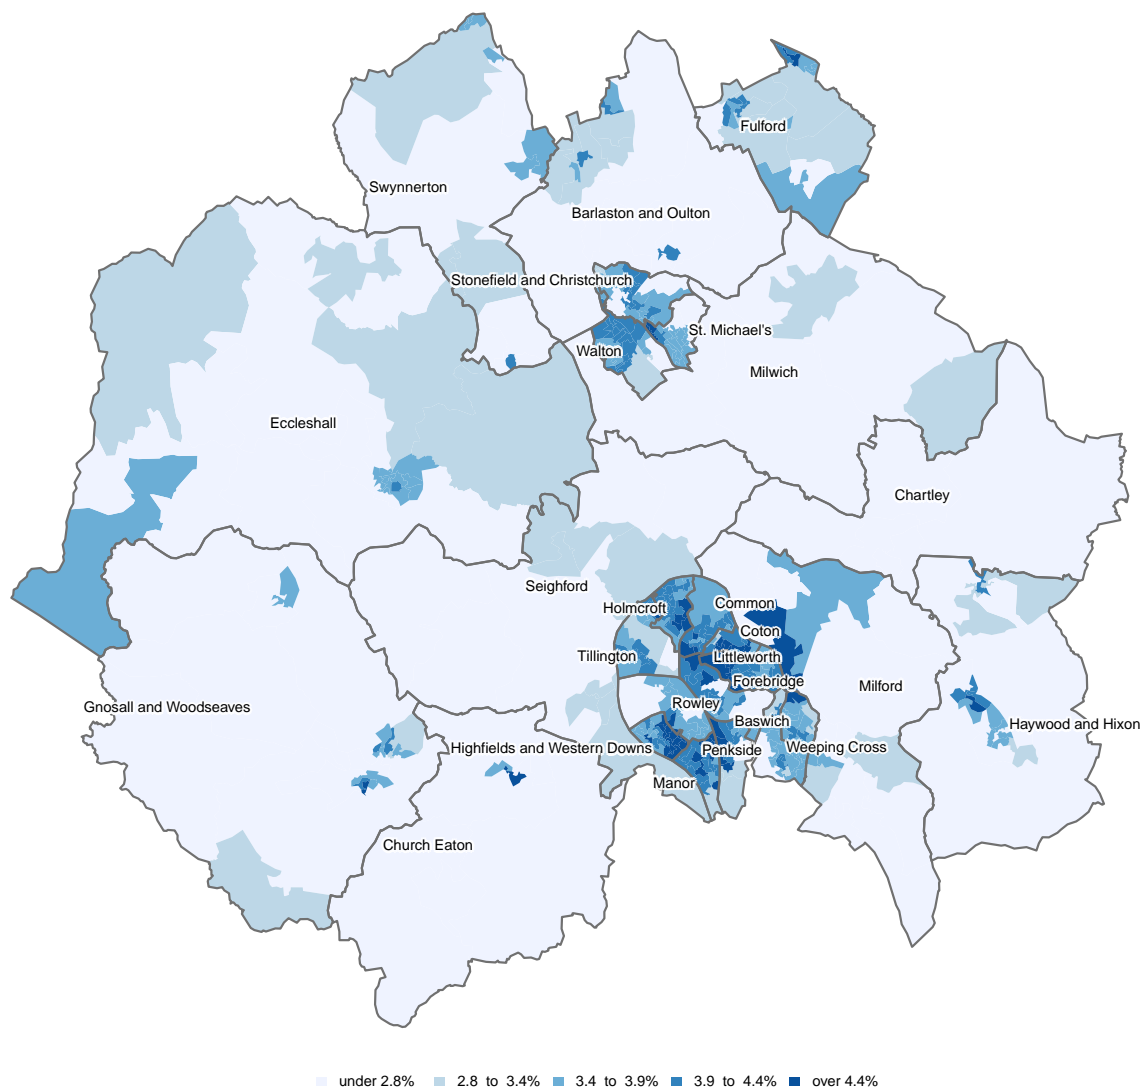 Fulford
Swynnerton
Barlaston and Oulton
Stonefield and Christchurch
St. Michael's
Walton
Milwich
Eccleshall
Chartley
Seighford
Holmcroft
Common
Coton
Tillington
Littleworth
Forebridge
Milford
Rowley
Gnosall and Woodseaves
Baswich
Haywood and Hixon
Highfields and Western Downs
Penkside
Weeping Cross
Manor
Church Eaton
under 2.8% 2.8 to 3.4% 3.4 to 3.9% 3.9 to 4.4% over 4.4%